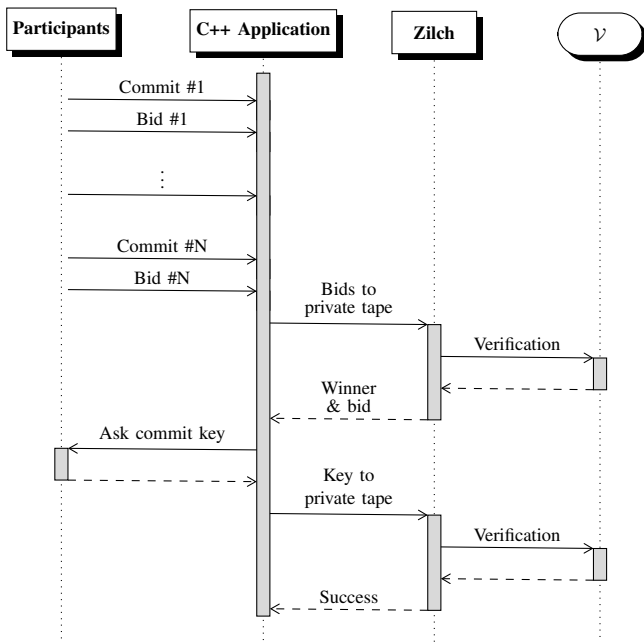 Participants
C++ Application
Zilch
𝒱
Commit #1
Bid #1
⋮
Commit #N
Bid #N
Bids to
private tape
Verification
Winner
& bid
Ask commit key
Key to
private tape
Verification
Success